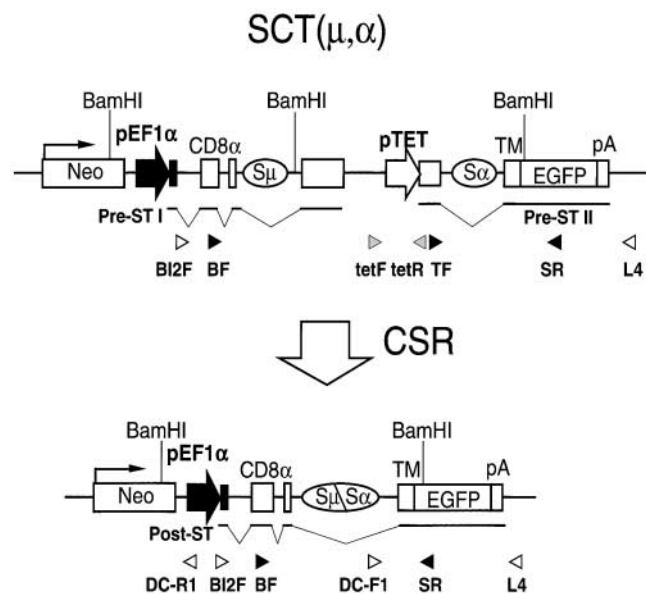 SCT(μ,α)
BamHI BamHI BamHI
pEF1α pTET
CD8α TM pA
Neo Sμ Sα EGFP
Pre-ST I Pre-ST II
BI2F BF tetF tetR TF SR L4
CSR
BamHI BamHI
pEF1α
CD8α TM pA
Neo Sμ Sα EGFP
Post-ST
DC-R1 BI2F BF DC-F1 SR L4